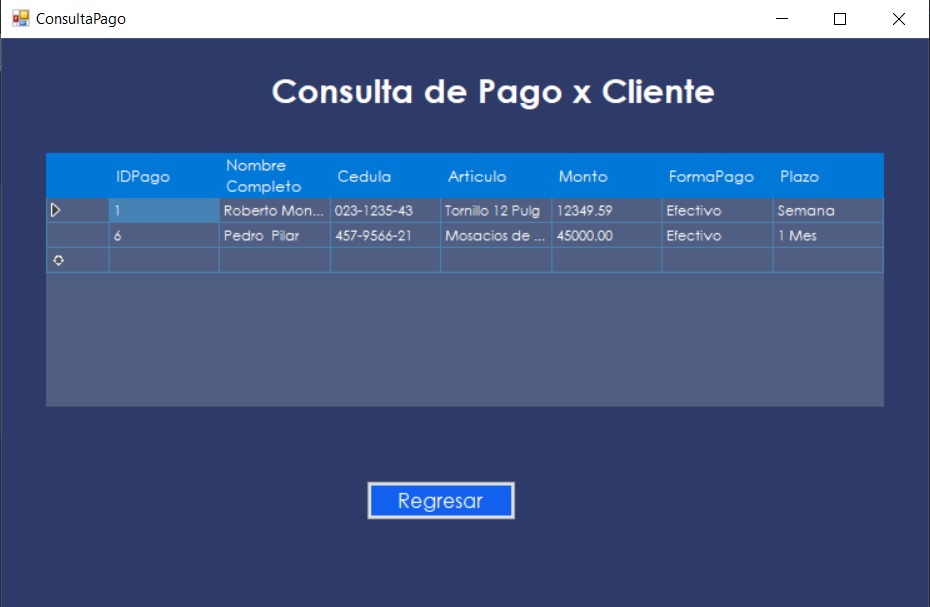 ConsultaPago
Consulta de Pago x Cliente
IDPago Nombre Completo Cedula Articulo Monto FormaPago Plazo
1 Roberto Mon... 023-1235-43 Tornillo 12 Pulg 12349.59 Efectivo Semana
6 Pedro Pilar 457-9566-21 Mosacios de ... 45000.00 Efectivo 1 Mes
Regresar